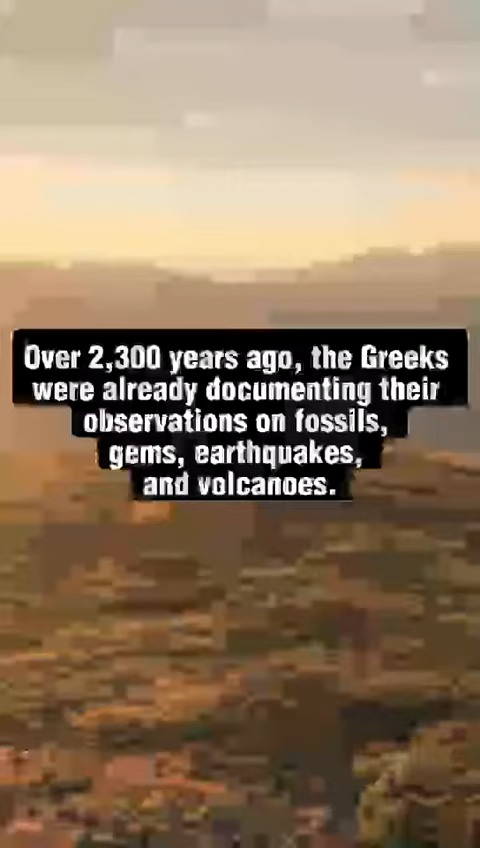 Over 2,300 years ago, the Greeks
were already documenting their
observations on fossils,
gems, earthquakes,
and volcanoes.